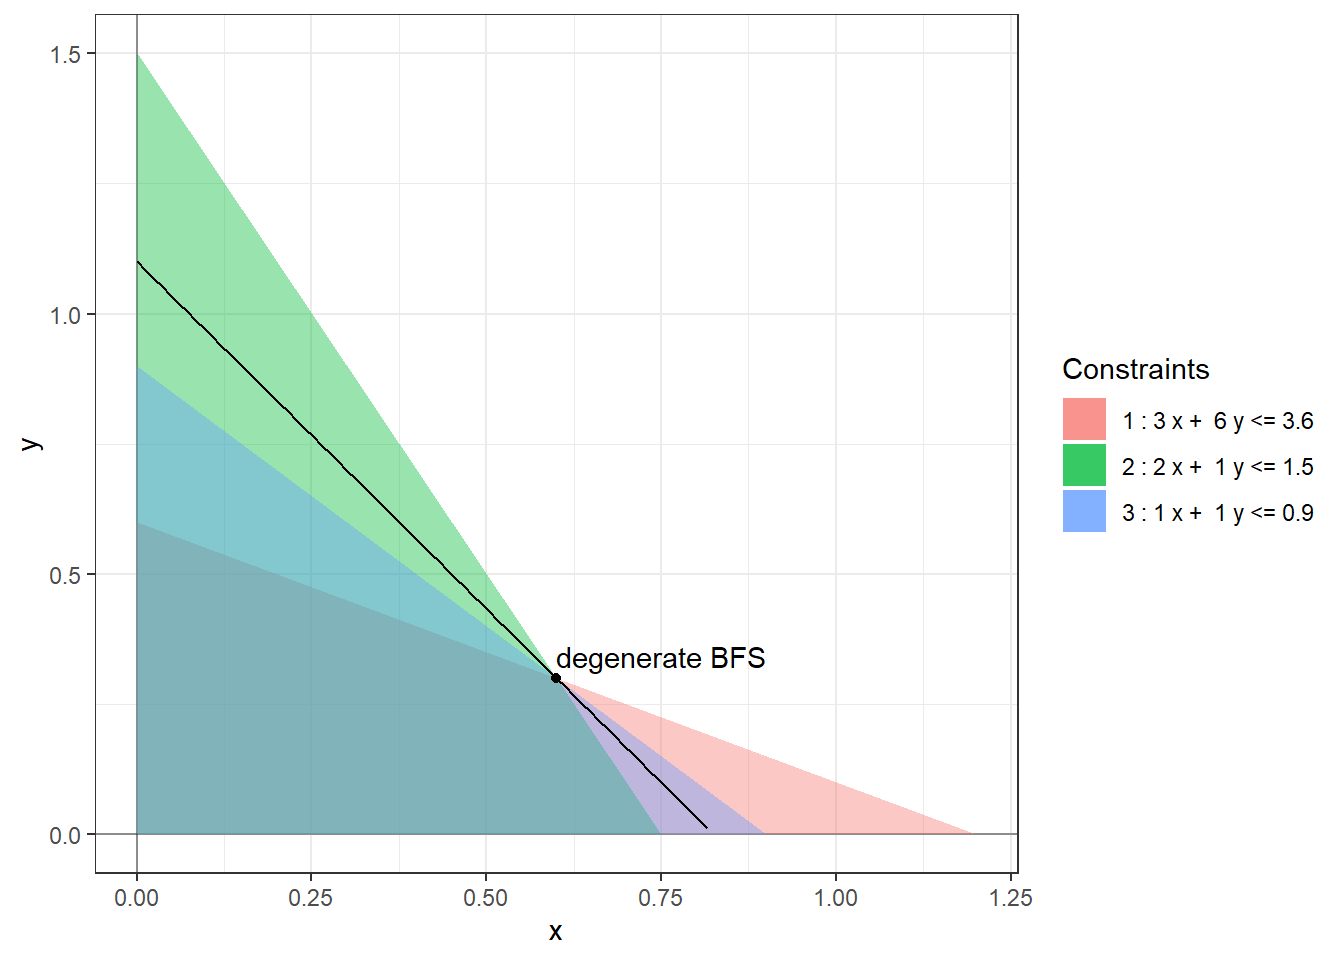 1.5
1.0
0.5
0.0
y
degenerate BFS
0.00 0.25 0.50 0.75 1.00 1.25
x
Constraints
1 : 3 x +  6 y <= 3.6
2 : 2 x +  1 y <= 1.5
3 : 1 x +  1 y <= 0.9